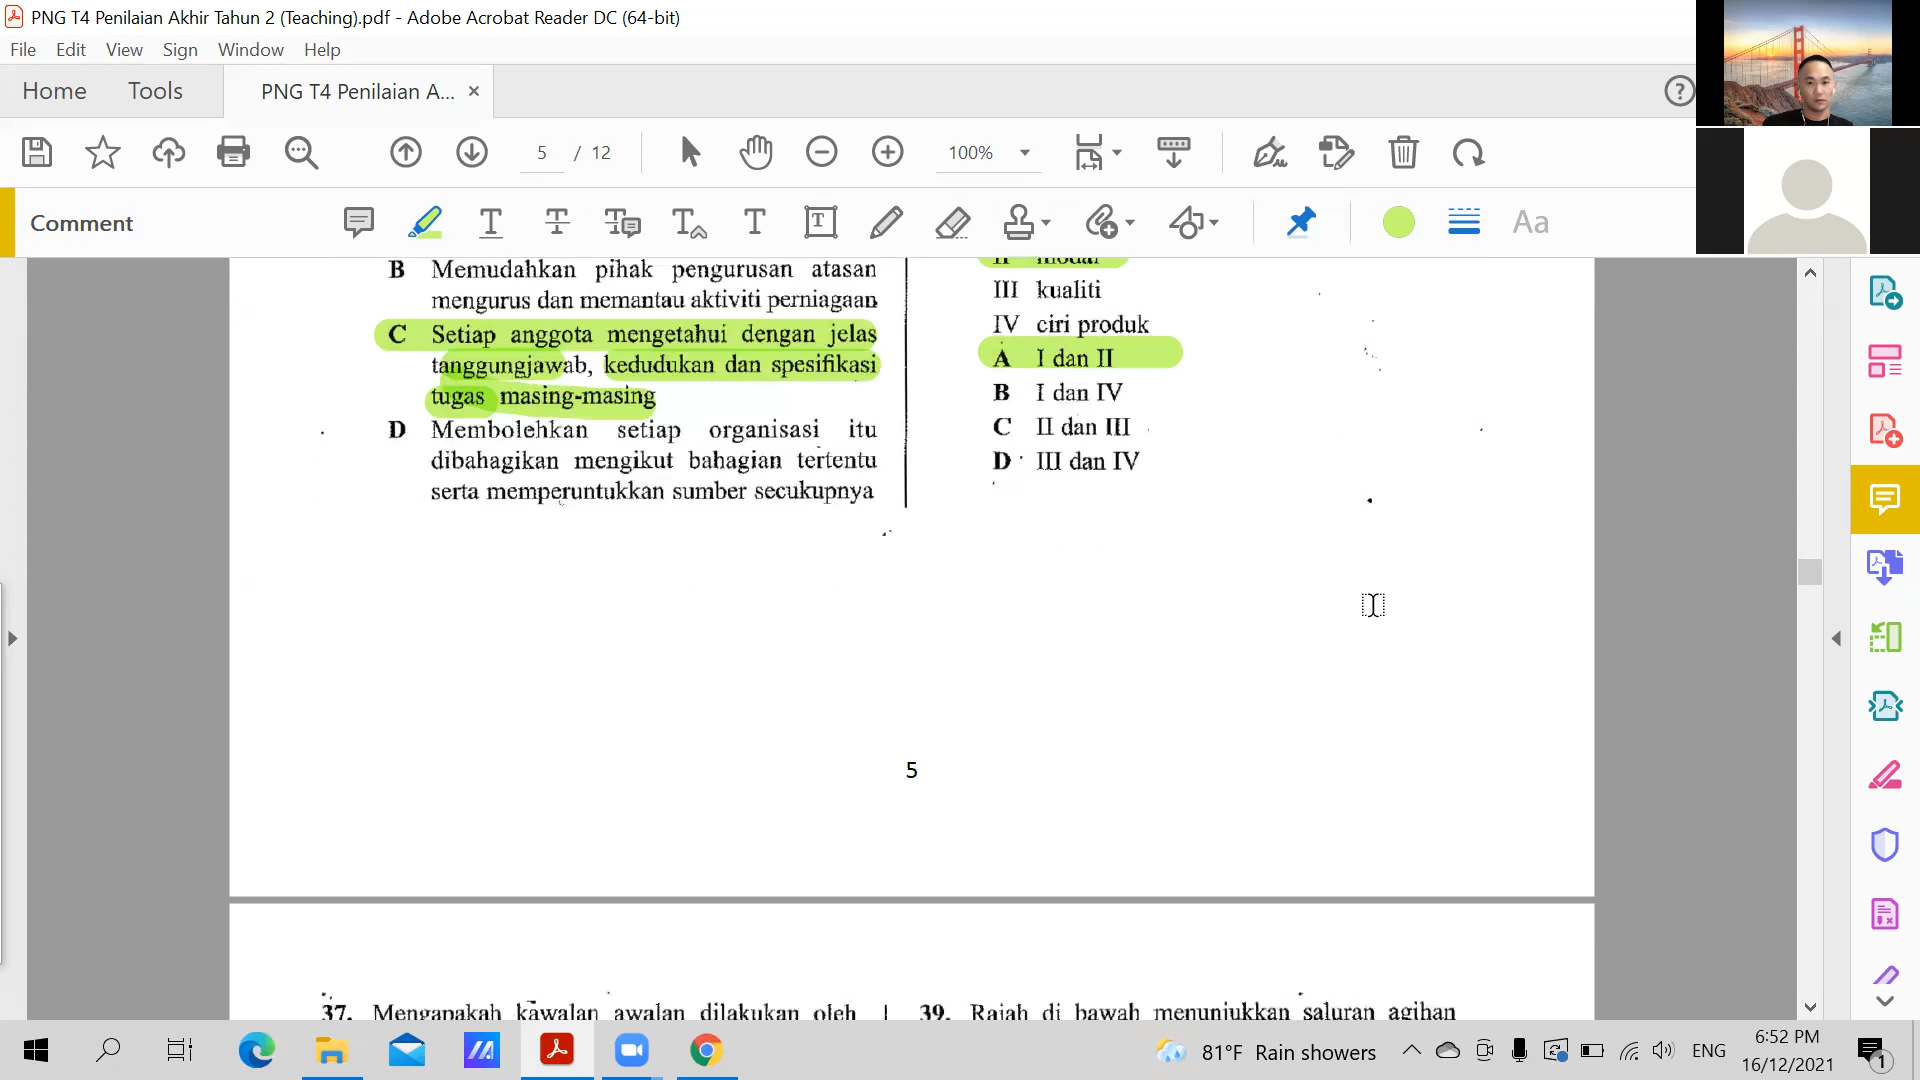 PNG T4 Penilaian Akhir Tahun 2 (Teaching).pdf - Adobe Acrobat Reader DC (64-bit)
File Edit View Sign Window Help
Home Tools PNG T4 Penilaian A... ×
5 / 12 100%
Comment Aa
B Memudahkan pihak pengurusan atasan
mengurus dan memantau aktiviti perniagaan
C Setiap anggota mengetahui dengan jelas
tanggungjawab, kedudukan dan spesifikasi
tugas masing-masing
D Membolehkan setiap organisasi itu
dibahagikan mengikut bahagian tertentu
serta memperuntukkan sumber secukupnya
II modal
III kualiti
IV ciri produk
A I dan II
B I dan IV
C II dan III
D III dan IV
5
37. Mengapakah kawalan awalan dilakukan oleh
39. Rajah di bawah menunjukkan saluran agihan
81°F Rain showers
ENG
6:52 PM
16/12/2021
1